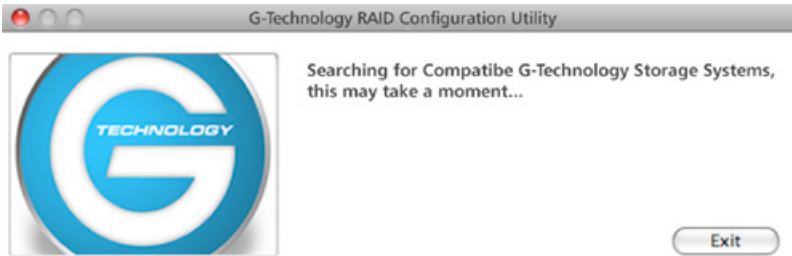 G-Technology RAID Configuration Utility
TECHNOLOGY
Searching for Compatibe G-Technology Storage Systems,
this may take a moment...
Exit